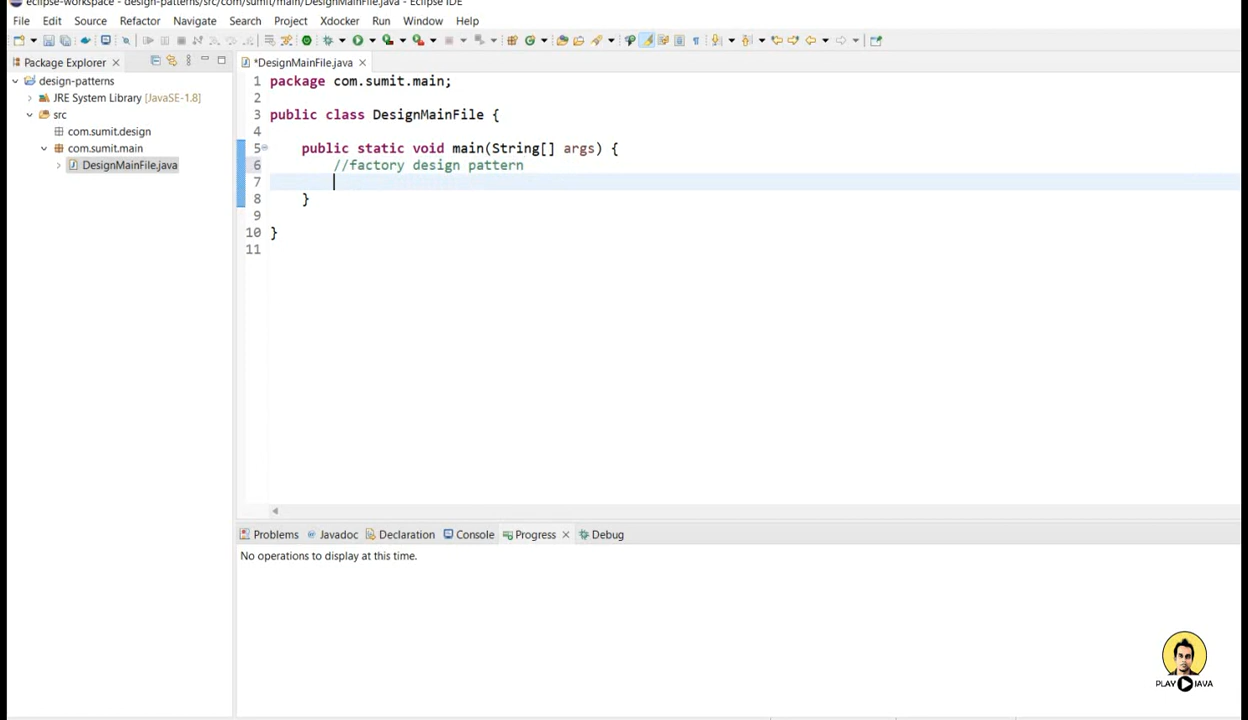 eclipse-workspace - design-patterns/src/com/sumit/main/DesignMainFile.java - Eclipse IDE
File Edit Source Refactor Navigate Search Project Xdocker Run Window Help
Package Explorer
*DesignMainFile.java
design-patterns
JRE System Library [JavaSE-1.8]
src
com.sumit.design
com.sumit.main
DesignMainFile.java
1 package com.sumit.main;
2
3 public class DesignMainFile {
4
5 public static void main(String[] args) {
6 //factory design pattern
7
8 }
9
10 }
11
Problems Javadoc Declaration Console Progress Debug
No operations to display at this time.
PLAY JAVA